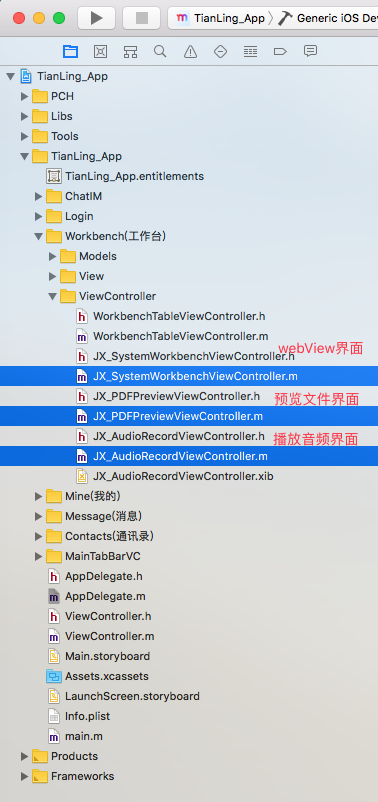 TianLing_App
Generic iOS Dev
TianLing_App
PCH
Libs
Tools
TianLing_App
TianLing_App.entitlements
ChatIM
Login
Workbench(工作台)
Models
View
ViewController
WorkbenchTableViewController.h
WorkbenchTableViewController.m
webView界面
JX_SystemWorkbenchViewController.h
JX_SystemWorkbenchViewController.m
JX_PDFPreviewViewController.h 预览文件界面
JX_PDFPreviewViewController.m
JX_AudioRecordViewController.h 播放音频界面
JX_AudioRecordViewController.m
JX_AudioRecordViewController.xib
Mine(我的)
Message(消息)
Contacts(通讯录)
MainTabBarVC
AppDelegate.h
AppDelegate.m
ViewController.h
ViewController.m
Main.storyboard
Assets.xcassets
LaunchScreen.storyboard
Info.plist
main.m
Products
Frameworks